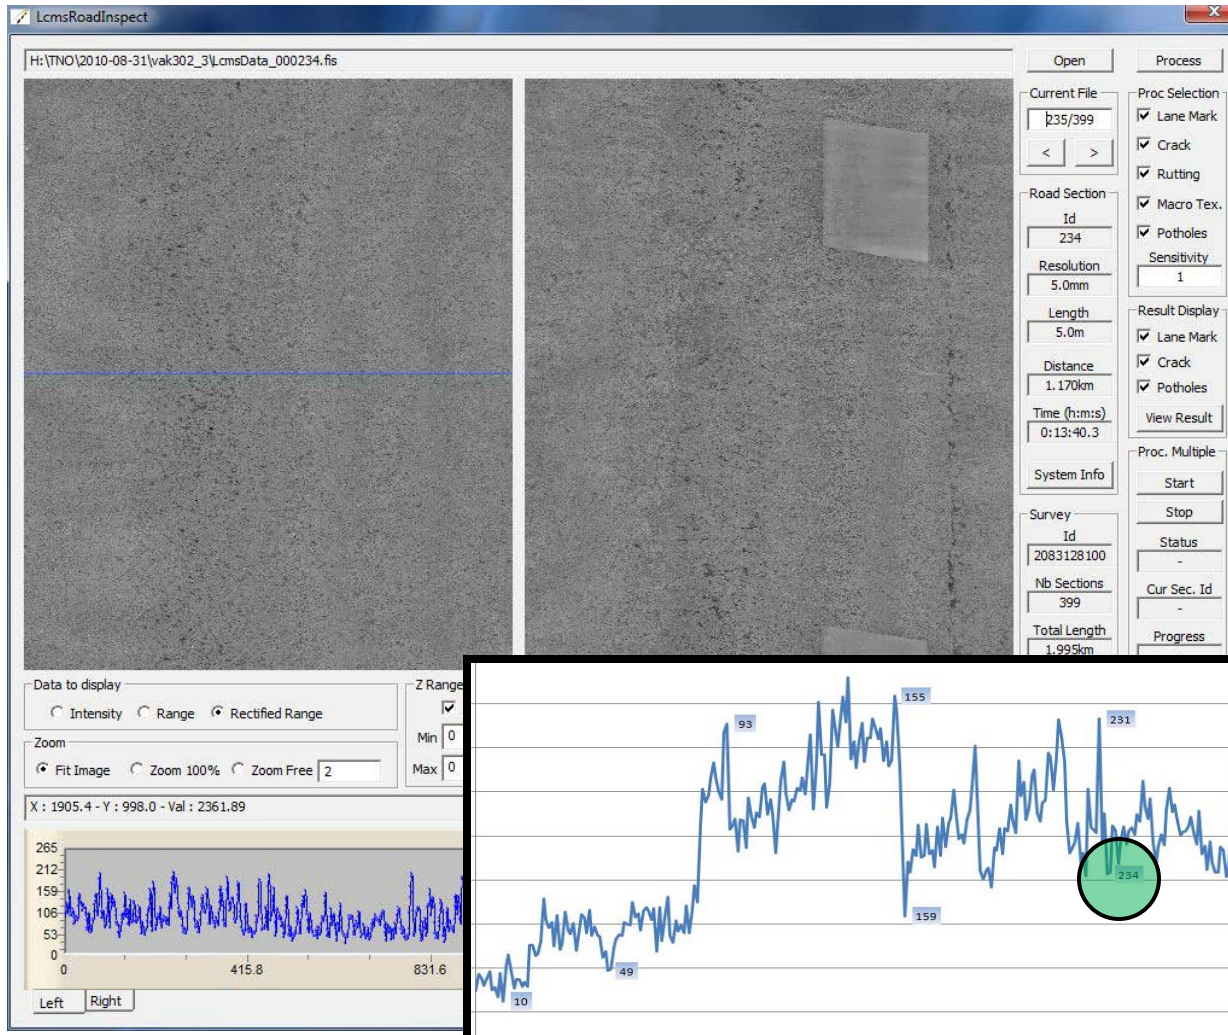 LcmsRoadInspect
H:\TNO\2010-08-31\vak302_3\LcmsData_000234.fis
Open
Process
Current File
235/399
<
>
Road Section
Id
234
Resolution
5.0mm
Length
5.0m
Distance
1.170km
Time (h:m:s)
0:13:40.3
System Info
Survey
Id
2083128100
Nb Sections
399
Total Length
1.995km
Proc Selection
Lane Mark
Crack
Rutting
Macro Tex.
Potholes
Sensitivity
1
Result Display
Lane Mark
Crack
Potholes
View Result
Proc. Multiple
Start
Stop
Status
-
Cur Sec. Id
-
Progress
Data to display
Intensity
Range
Rectified Range
Zoom
Fit Image
Zoom 100%
Zoom Free
2
Z Range
Min 0
Max 0
X : 1905.4 - Y : 998.0 - Val : 2361.89
265
212
159
106
53
0
0
415.8
831.6
Left
Right
10
49
93
155
159
231
234